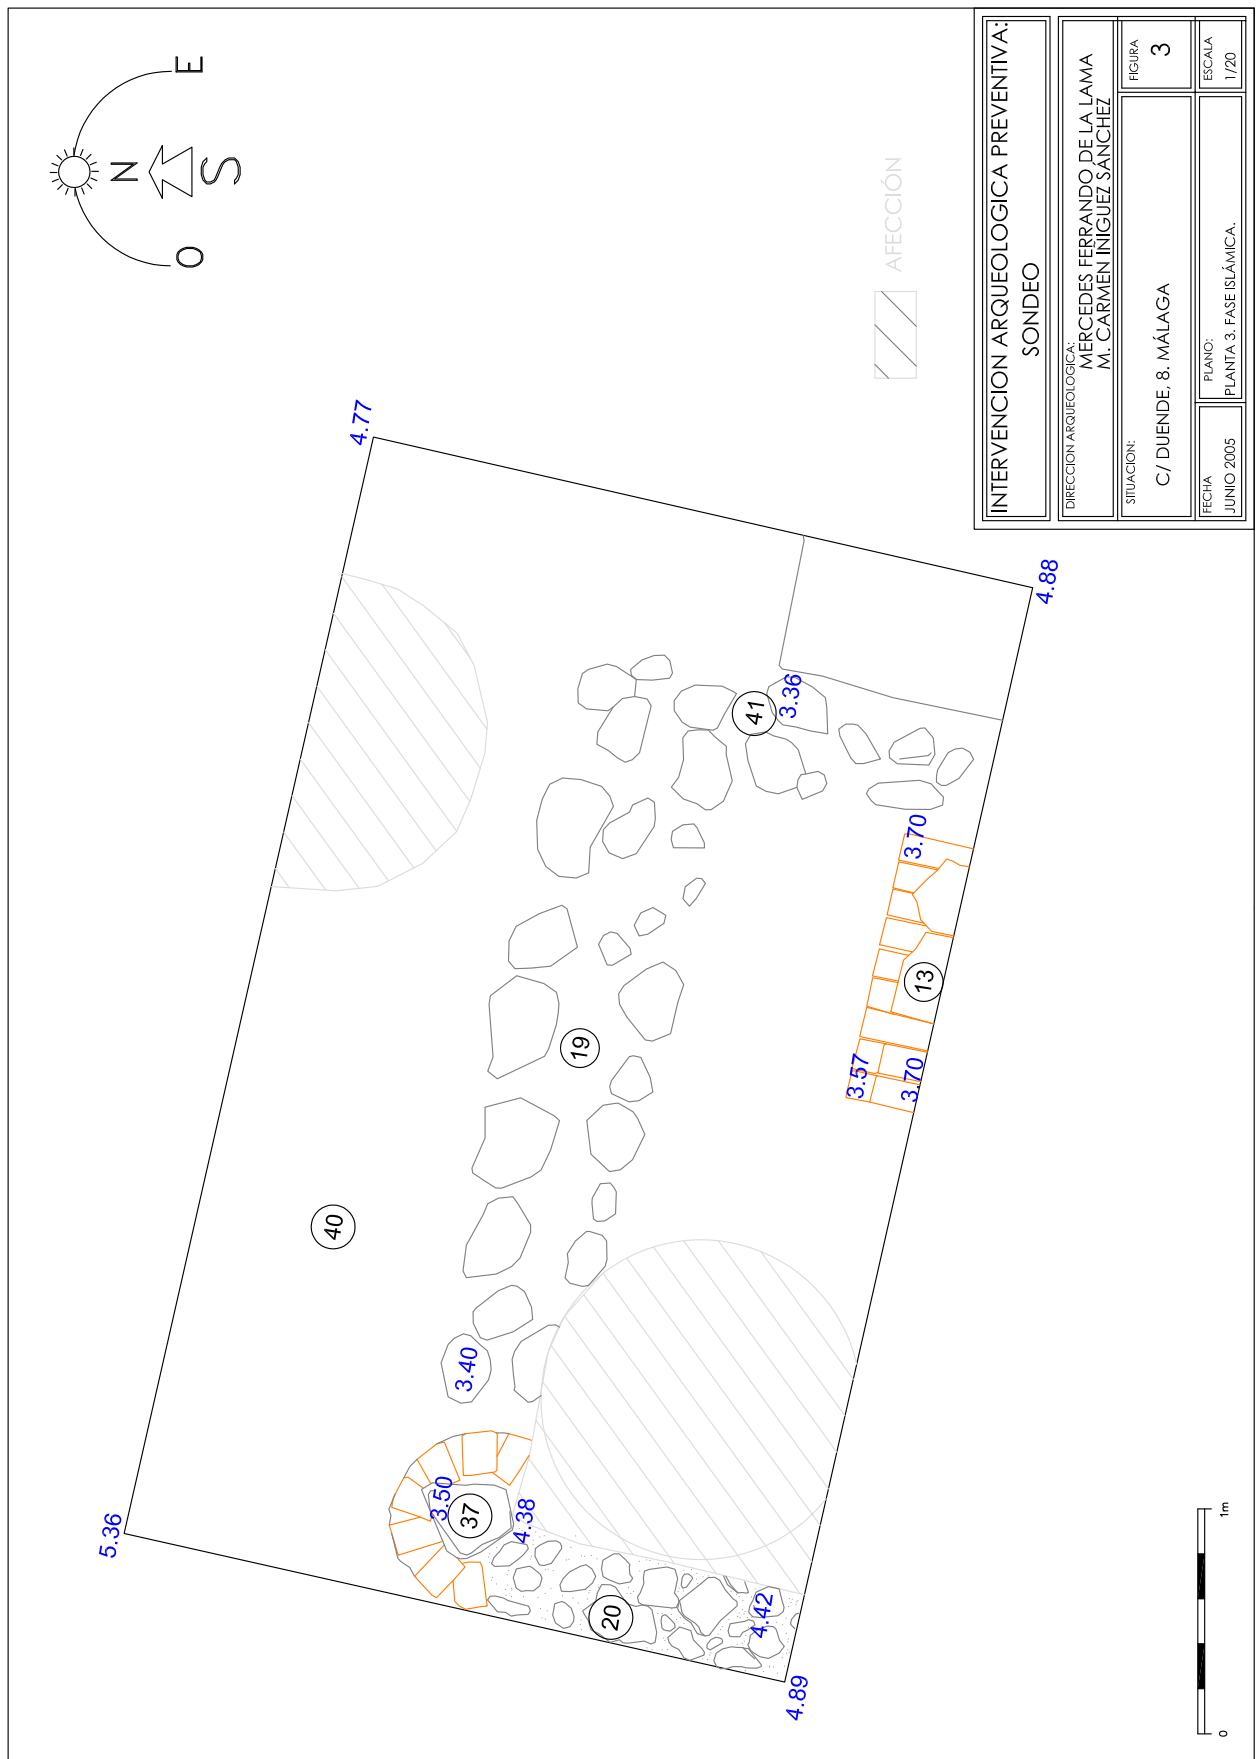 INTERVENCION ARQUEOLOGICA PREVENTIVA:
SONDEO
DIRECCION ARQUEOLOGICA:
MERCEDES FERRANDO DE LA LAMA
M. CARMEN IÑIGUEZ SÁNCHEZ
SITUACION:
C/ DUENDE, 8. MÁLAGA
FIGURA
3
FECHA
JUNIO 2005
PLANO:
PLANTA 3. FASE ISLÁMICA.
ESCALA
1/20
AFECCIÓN
N
S
E
O
5.36
4.77
4.88
4.89
40
19
41
3.36
13
3.70
3.57
3.70
3.40
3.50
37
4.38
20
4.42
0
1m